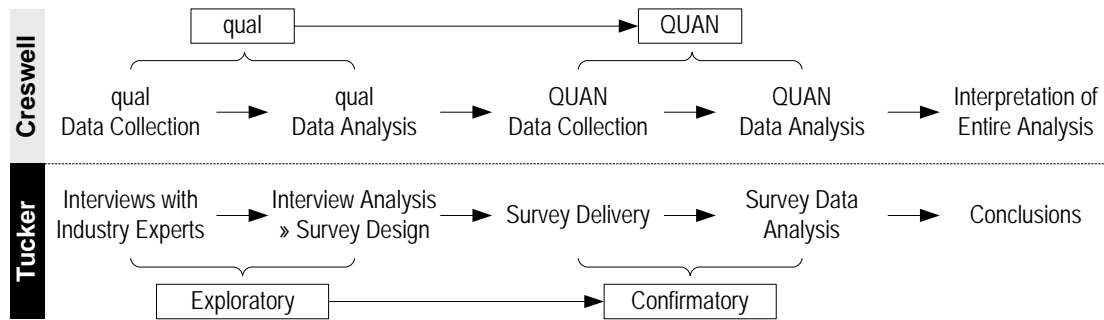 Creswell
qual
QUAN
qual
Data Collection
qual
Data Analysis
QUAN
Data Collection
QUAN
Data Analysis
Interpretation of
Entire Analysis
Tucker
Interviews with
Industry Experts
Interview Analysis
» Survey Design
Survey Delivery
Survey Data
Analysis
Conclusions
Exploratory
Confirmatory